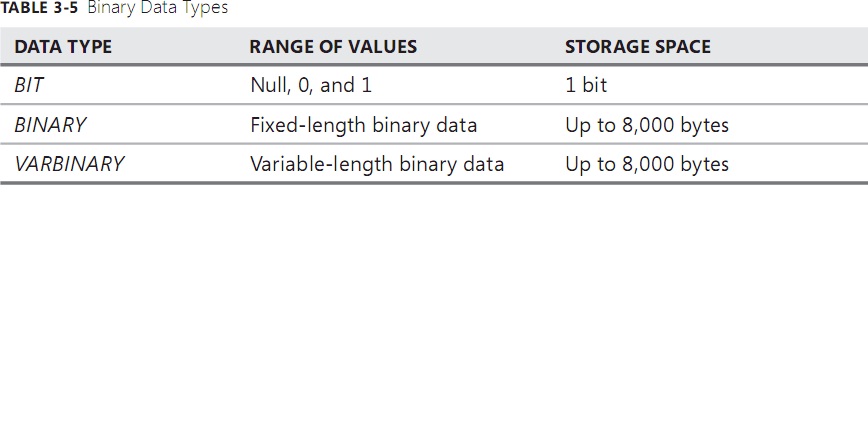 TABLE 3-5 Binary Data Types
DATA TYPE RANGE OF VALUES STORAGE SPACE
BIT Null, 0, and 1 1 bit
BINARY Fixed-length binary data Up to 8,000 bytes
VARBINARY Variable-length binary data Up to 8,000 bytes